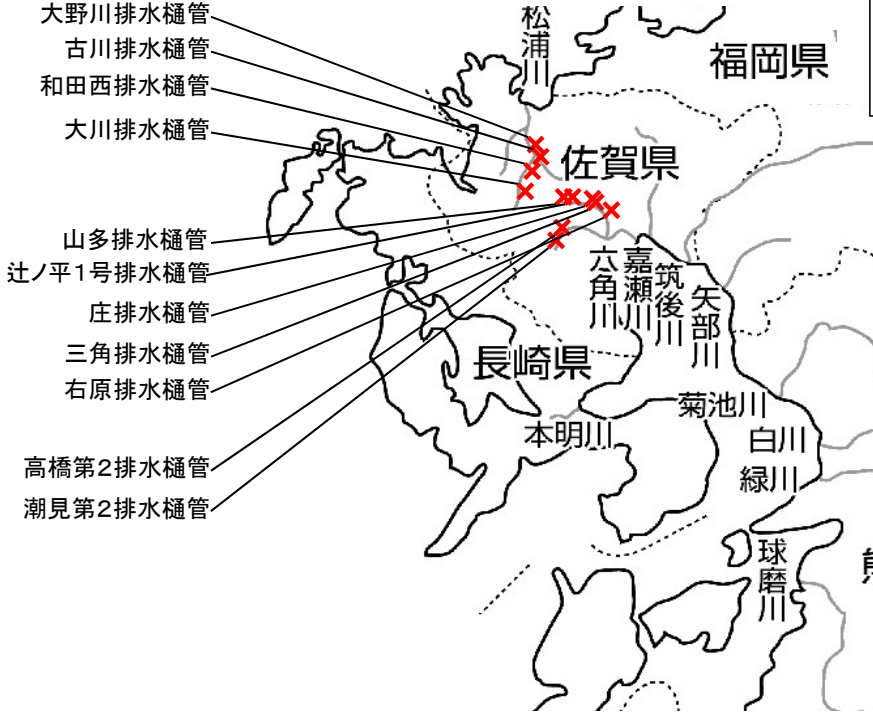 大野川排水樋管
古川排水樋管
和田西排水樋管
大川排水樋管
山多排水樋管
辻ノ平1号排水樋管
庄排水樋管
三角排水樋管
右原排水樋管
高橋第2排水樋管
潮見第2排水樋管
松浦川
福岡県
佐賀県
六角川
嘉瀬川
筑後川
矢部川
長崎県
本明川
菊池川
白川
緑川
球磨川